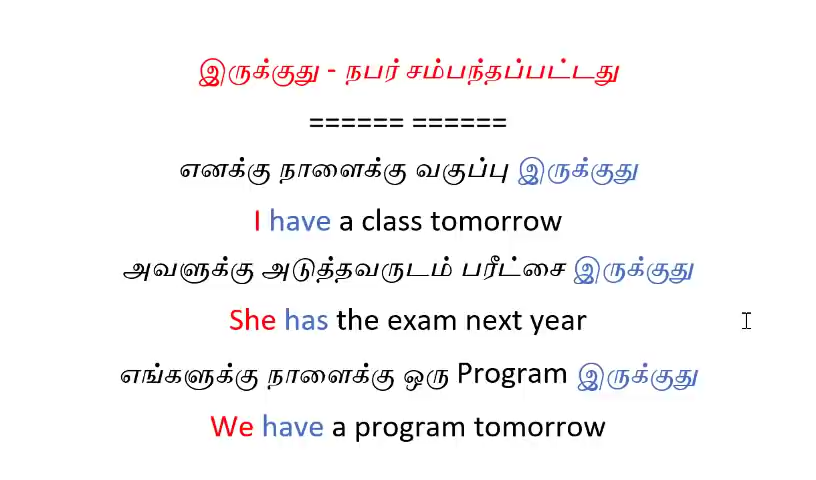 இருக்குது - நபர் சம்பந்தப்பட்டது
====== ======
எனக்கு நாளைக்கு வகுப்பு இருக்குது
I have a class tomorrow
அவளுக்கு அடுத்தவருடம் பரீட்சை இருக்குது
She has the exam next year
எங்களுக்கு நாளைக்கு ஒரு Program இருக்குது
We have a program tomorrow